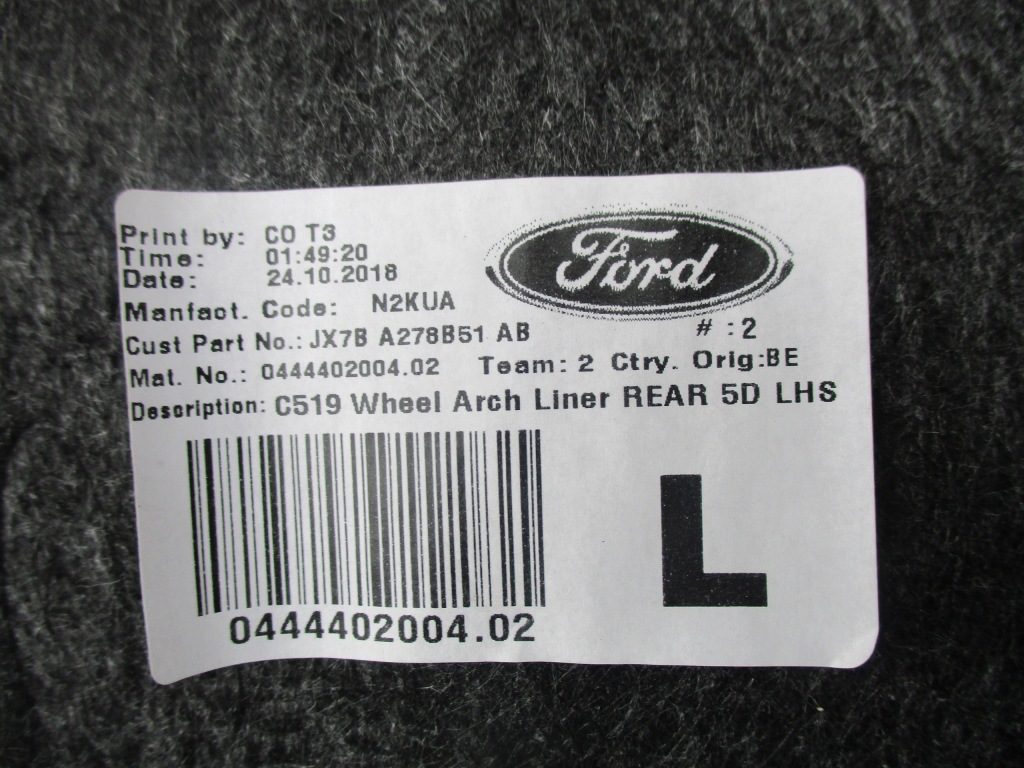 Print by: CO T3
Time: 01:49:20
Date: 24.10.2018
Ford
Manfact. Code: N2KUA
# :2
Cust Part No.: JX7B A278B51 AB
Mat. No.: 0444402004.02 Team: 2 Ctry. Orig:BE
Description: C519 Wheel Arch Liner REAR 5D LHS
L
0444402004.02